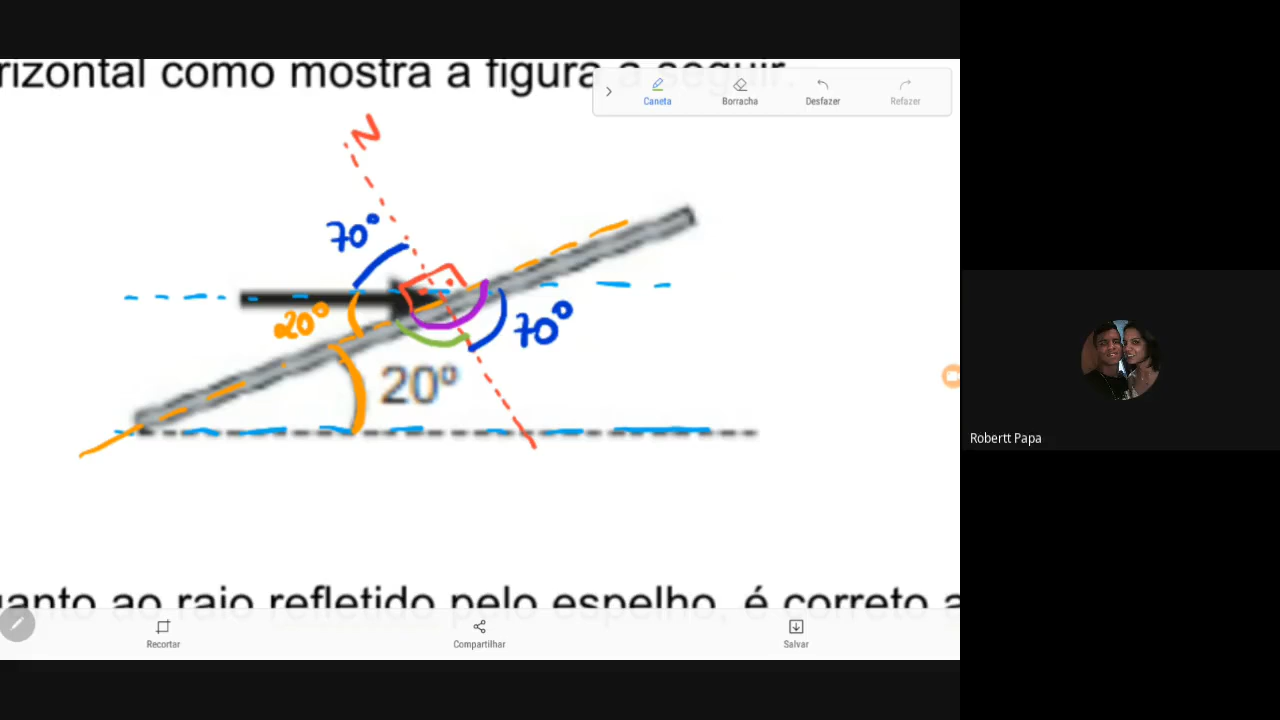 rizontal como mostra a figura a seguir.
Caneta
Borracha
Desfazer
Refazer
N
70°
20°
70°
20º
Robertt Papa
uanto ao raio refletido pelo espelho, é correto a
Recortar
Compartilhar
Salvar